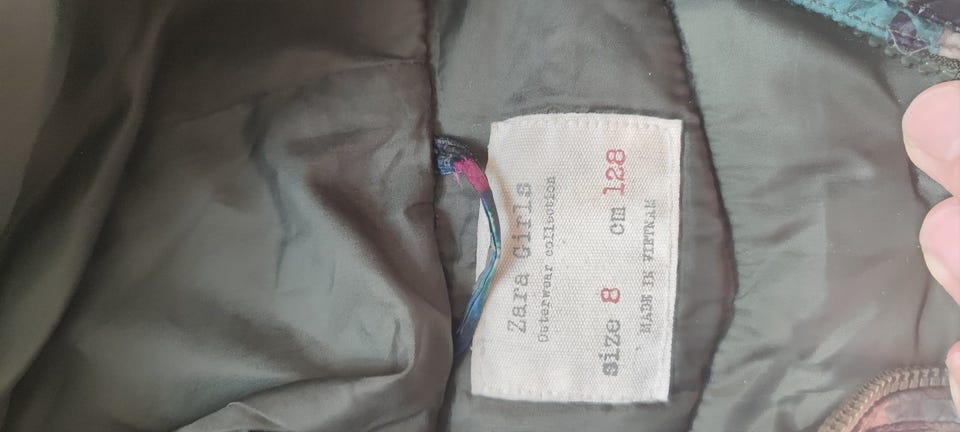 Zara Girls
Outerwear collection
size 8 cm 128
MADE IN VIETNAM